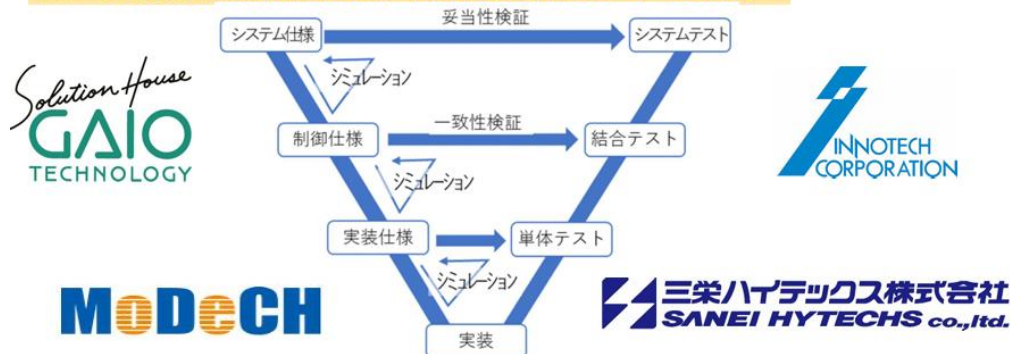 妥当性検証
システム仕様
システムテスト
シミュレーション
Solution House
GAIO
TECHNOLOGY
制御仕様
一致性検証
結合テスト
INNOTECH
CORPORATION
シミュレーション
実装仕様
単体テスト
シミュレーション
MoDeCH
三栄ハイテックス株式会社
SANEI HYTECHS co.,ltd.
実装